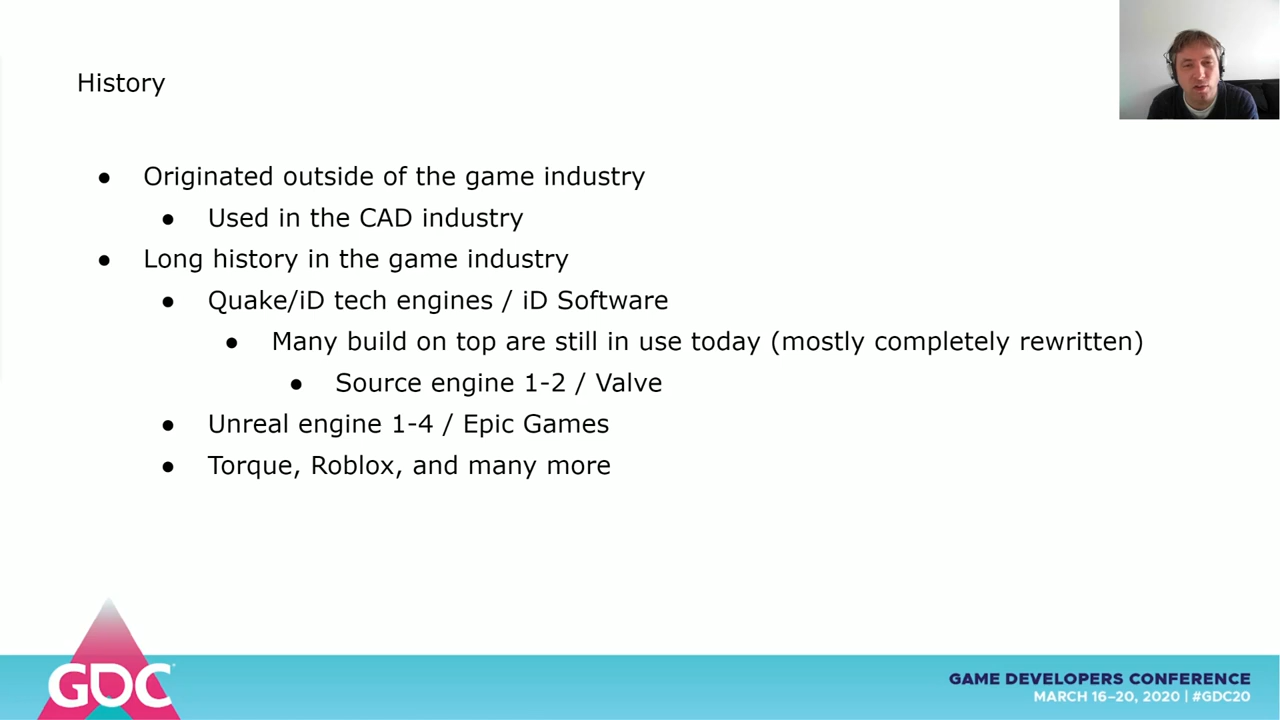 History
● Originated outside of the game industry
● Used in the CAD industry
● Long history in the game industry
● Quake/iD tech engines / iD Software
● Many build on top are still in use today (mostly completely rewritten)
● Source engine 1-2 / Valve
● Unreal engine 1-4 / Epic Games
● Torque, Roblox, and many more
GDC
GAME DEVELOPERS CONFERENCE
MARCH 16–20, 2020 | #GDC20